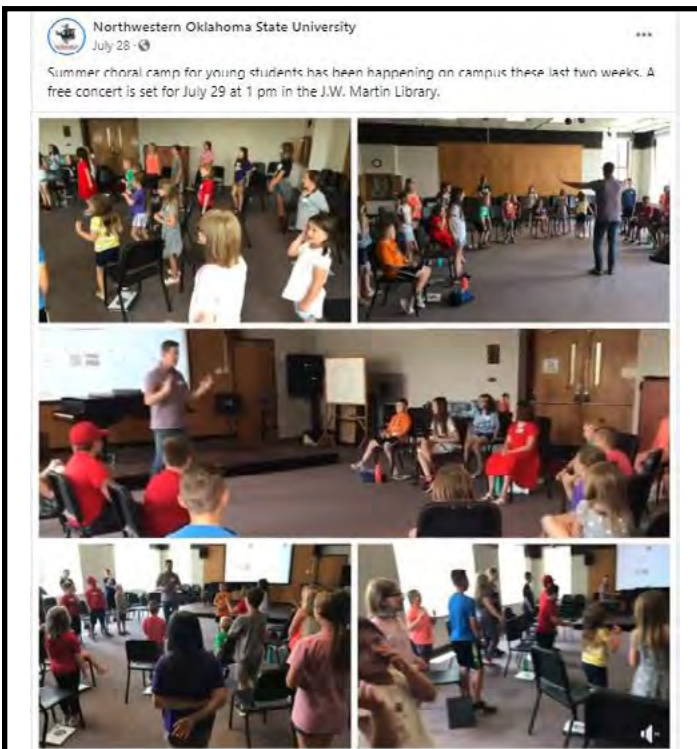 Northwestern Oklahoma State University
July 28 ·
Summer choral camp for young students has been happening on campus these last two weeks. A
free concert is set for July 29 at 1 pm in the J.W. Martin Library.